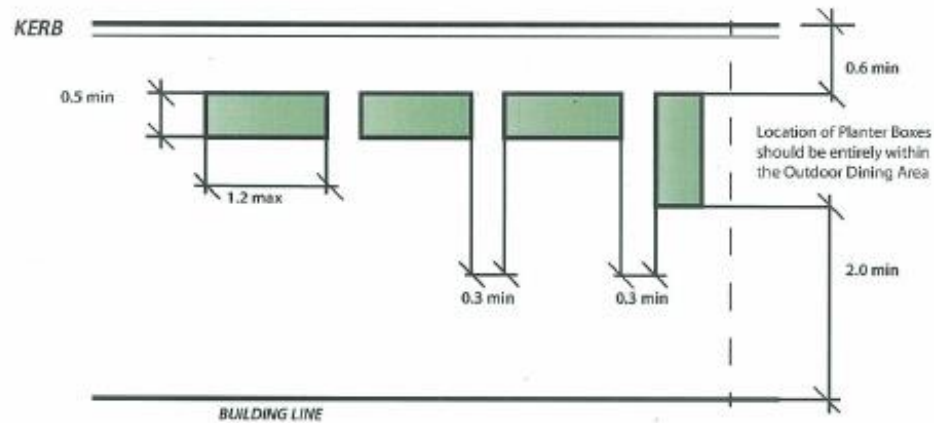 KERB
0.6 min
0.5 min
Location of Planter Boxes
should be entirely within
the Outdoor Dining Area
1.2 max
2.0 min
0.3 min
0.3 min
BUILDING LINE